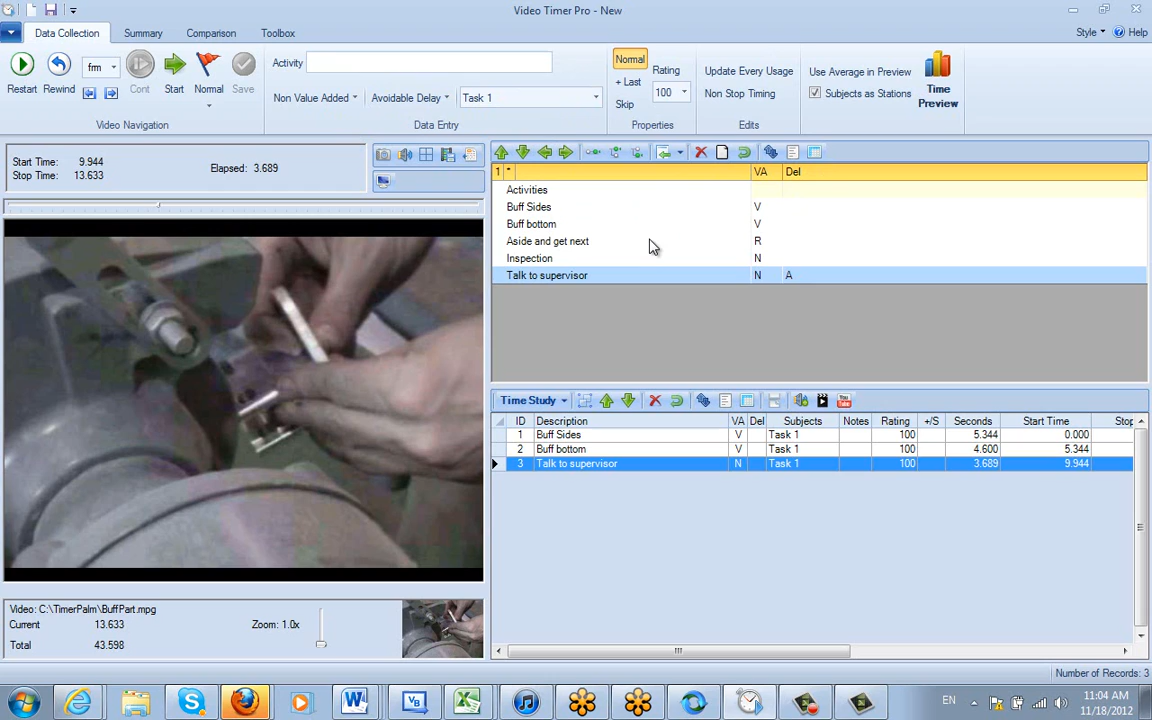 Video Timer Pro - New
Data Collection Summary Comparison Toolbox Style Help
Restart Rewind frm Cont Start Normal Save
Video Navigation
Activity
Non Value Added Avoidable Delay Task 1
Data Entry
Normal
+ Last
Skip
Rating
100
Properties
Update Every Usage
Non Stop Timing
Edits
Use Average in Preview
Subjects as Stations
Time Preview
Start Time: 9.944
Stop Time: 13.633
Elapsed: 3.689
1 * VA Del
Activities
Buff Sides V
Buff bottom V
Aside and get next R
Inspection N
Talk to supervisor N A
Time Study
You Tube
ID Description VA Del Subjects Notes Rating +/S Seconds Start Time Stop
1 Buff Sides V Task 1 100 5.344 0.000
2 Buff bottom V Task 1 100 4.600 5.344
3 Talk to supervisor N Task 1 100 3.689 9.944
Video: C:\TimerPalm\BuffPart.mpg
Current 13.633 Zoom: 1.0x
Total 43.598
Number of Records: 3
EN
11:04 AM
11/18/2012